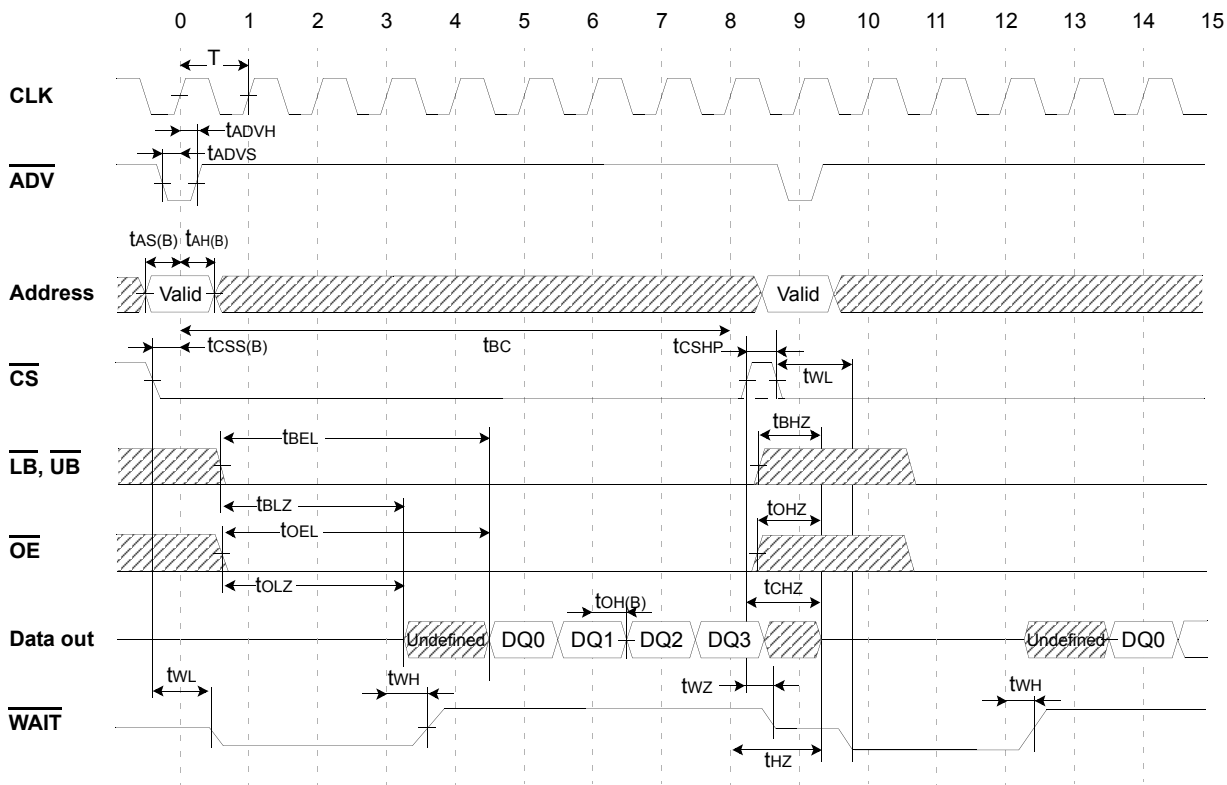 0 1 2 3 4 5 6 7 8 9 10 11 12 13 14 15
T
CLK
tADVH
tADVS
ADV
tAS(B) tAH(B)
Address Valid Valid
tCSS(B) tBC tCSHP
CS
tWL
tBHZ
tBEL
LB, UB
tBLZ
tOHZ
tOEL
OE
tOLZ
tCHZ
tOH(B)
Data out Undefined DQ0 DQ1 DQ2 DQ3 Undefined DQ0
tWL tWH tWZ tWH
WAIT
tHZ